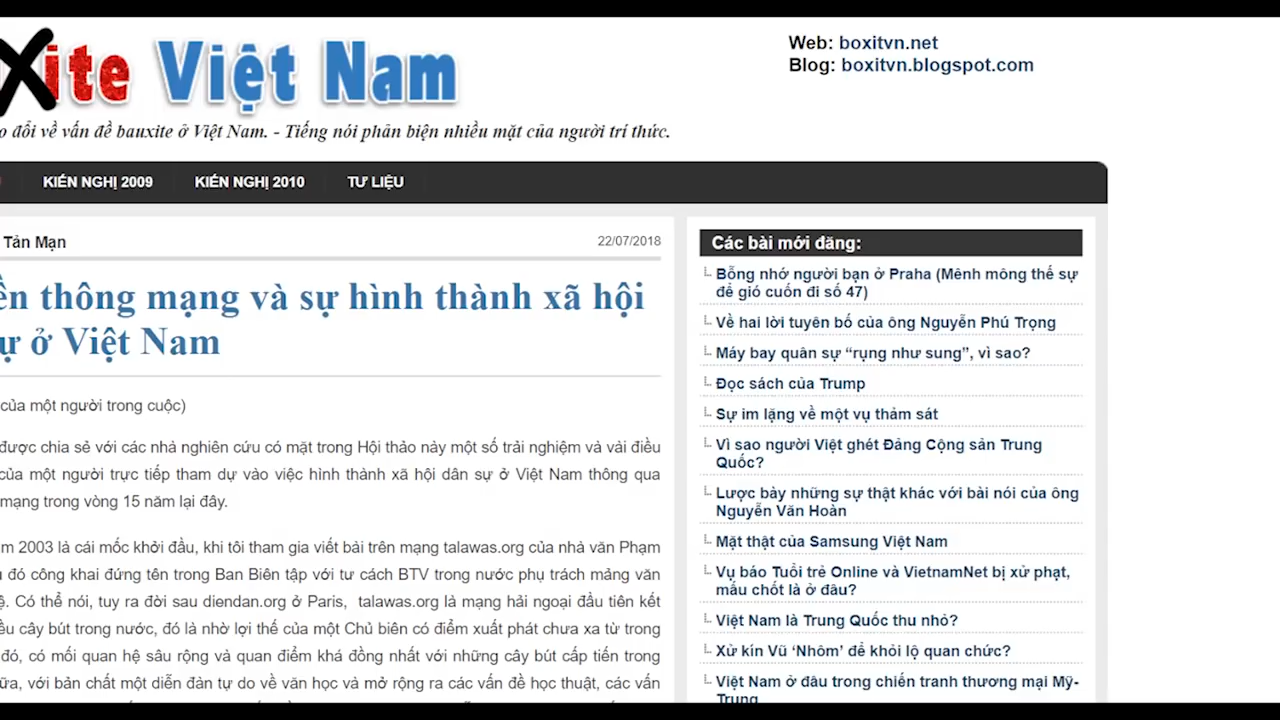 Xite Việt Nam
Web: boxitvn.net
Blog: boxitvn.blogspot.com
đổi về vấn đề bauxite ở Việt Nam. - Tiếng nói phản biện nhiều mặt của người trí thức.
KIẾN NGHỊ 2009 KIẾN NGHỊ 2010 TƯ LIỆU
Tản Mạn 22/07/2018
thông mạng và sự hình thành xã hội
ở Việt Nam
của một người trong cuộc)
được chia sẻ với các nhà nghiên cứu có mặt trong Hội thảo này một số trải nghiệm và vài điều
của một người trực tiếp tham dự vào việc hình thành xã hội dân sự ở Việt Nam thông qua
mạng trong vòng 15 năm lại đây.
2003 là cái mốc khởi đầu, khi tôi tham gia viết bài trên mạng talawas.org của nhà văn Phạm
đó công khai đứng tên trong Ban Biên tập với tư cách BTV trong nước phụ trách mảng văn
Có thể nói, tuy ra đời sau diendan.org ở Paris, talawas.org là mạng hải ngoại đầu tiên kết
cây bút trong nước, đó là nhờ lợi thế của một Chủ biên có điểm xuất phát chưa xa từ trong
đó, có mối quan hệ sâu rộng và quan điểm khá đồng nhất với những cây bút cấp tiến trong
với bản chất một diễn đàn tự do về văn học và mở rộng ra các vấn đề học thuật, các vấn
Các bài mới đăng:
Bỗng nhớ người bạn ở Praha (Mênh mông thế sự
để gió cuốn đi số 47)
Về hai lời tuyên bố của ông Nguyễn Phú Trọng
Máy bay quân sự “rụng như sung”, vì sao?
Đọc sách của Trump
Sự im lặng về một vụ thảm sát
Vì sao người Việt ghét Đảng Cộng sản Trung
Quốc?
Lược bày những sự thật khác với bài nói của ông
Nguyễn Văn Hoàn
Mặt thật của Samsung Việt Nam
Vụ báo Tuổi trẻ Online và VietnamNet bị xử phạt,
mấu chốt là ở đâu?
Việt Nam là Trung Quốc thu nhỏ?
Xử kín Vũ ‘Nhôm’ để khỏi lộ quan chức?
Việt Nam ở đâu trong chiến tranh thương mại Mỹ-
Trung